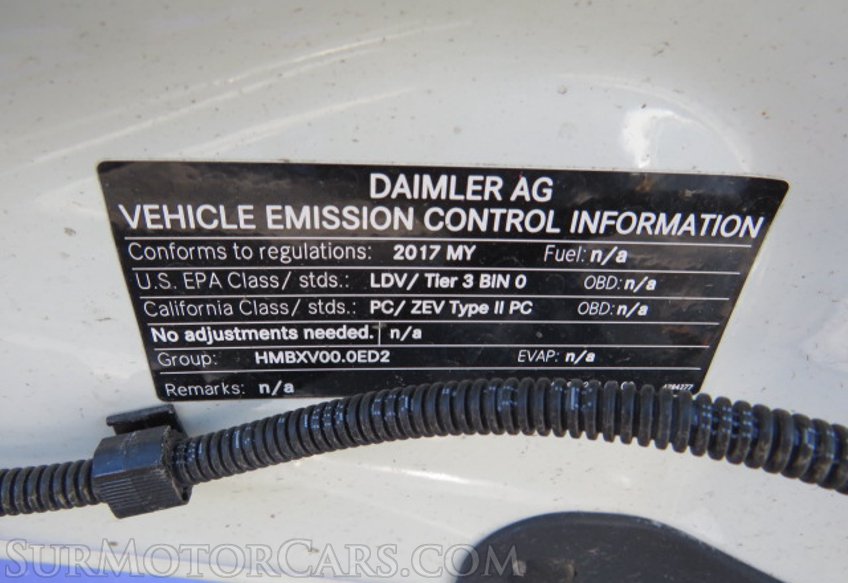 DAIMLER AG
VEHICLE EMISSION CONTROL INFORMATION
Conforms to regulations: 2017 MY Fuel: n/a
U.S. EPA Class/ stds.: LDV/ Tier 3 BIN 0 OBD: n/a
California Class/ stds.: PC/ ZEV Type II PC OBD: n/a
No adjustments needed. n/a
Group: HMBXV00.0ED2 EVAP: n/a
Remarks: n/a
SurMotorCars.com